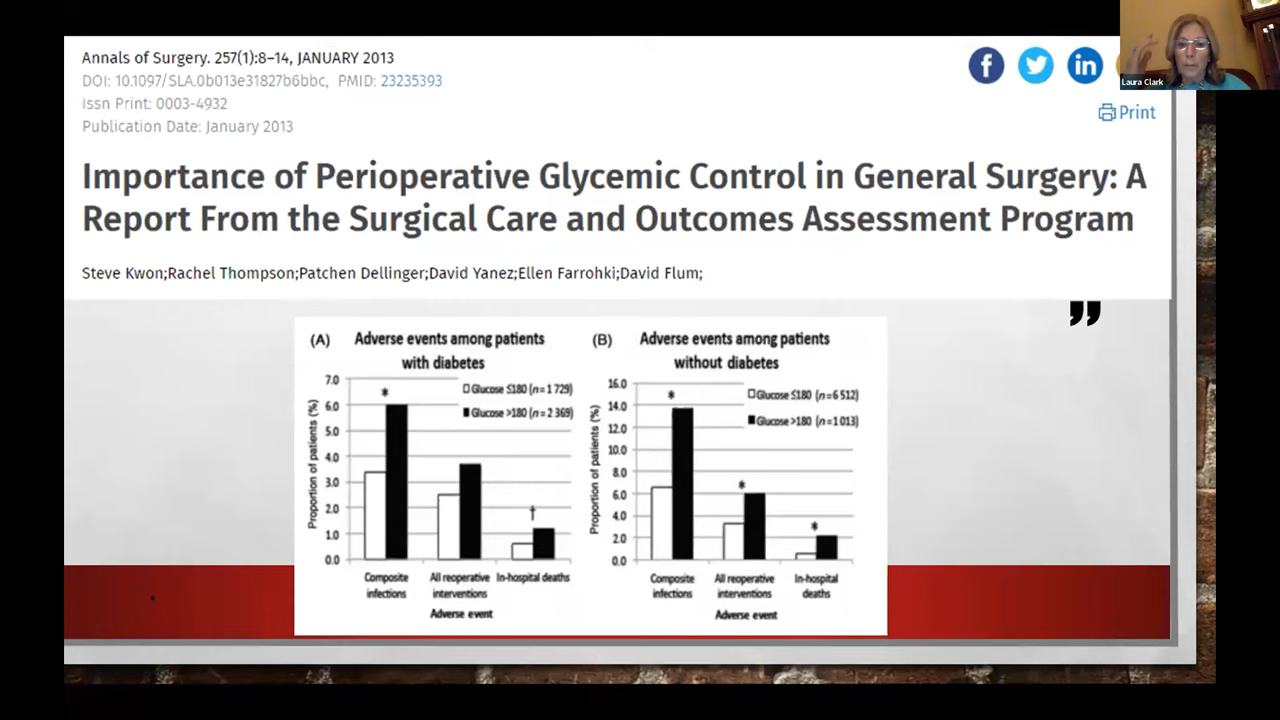 Annals of Surgery. 257(1):8–14, JANUARY 2013
DOI: 10.1097/SLA.0b013e31827b6bbc, PMID: 23235393
Issn Print: 0003-4932
Publication Date: January 2013
f
in
Laura Clark
Print
Importance of Perioperative Glycemic Control in General Surgery: A
Report From the Surgical Care and Outcomes Assessment Program
Steve Kwon;Rachel Thompson;Patchen Dellinger;David Yanez;Ellen Farrohki;David Flum;
”
(A) Adverse events among patients
with diabetes
Glucose ≤180 (n=1 729)
Glucose >180 (n=2 369)
*
†
Proportion of patients (%)
7.0
6.0
5.0
4.0
3.0
2.0
1.0
0.0
Composite
infections
All reoperative
interventions
In-hospital deaths
Adverse event
(B) Adverse events among patients
without diabetes
Glucose ≤180 (n=6 512)
Glucose >180 (n=1 013)
*
*
*
Proportion of patients (%)
16.0
14.0
12.0
10.0
8.0
6.0
4.0
2.0
0.0
Composite
infections
All reoperative
interventions
In-hospital
deaths
Adverse event